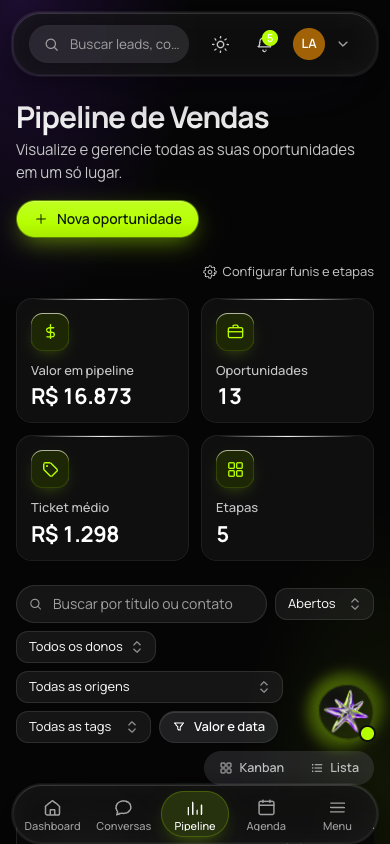 Buscar leads, co...
5
LA
Pipeline de Vendas
Visualize e gerencie todas as suas oportunidades
em um só lugar.
Nova oportunidade
Configurar funis e etapas
Valor em pipeline
R$ 16.873
Oportunidades
13
Ticket médio
R$ 1.298
Etapas
5
Buscar por título ou contato
Abertos
Todos os donos
Todas as origens
Todas as tags
Valor e data
Kanban
Lista
Dashboard
Conversas
Pipeline
Agenda
Menu